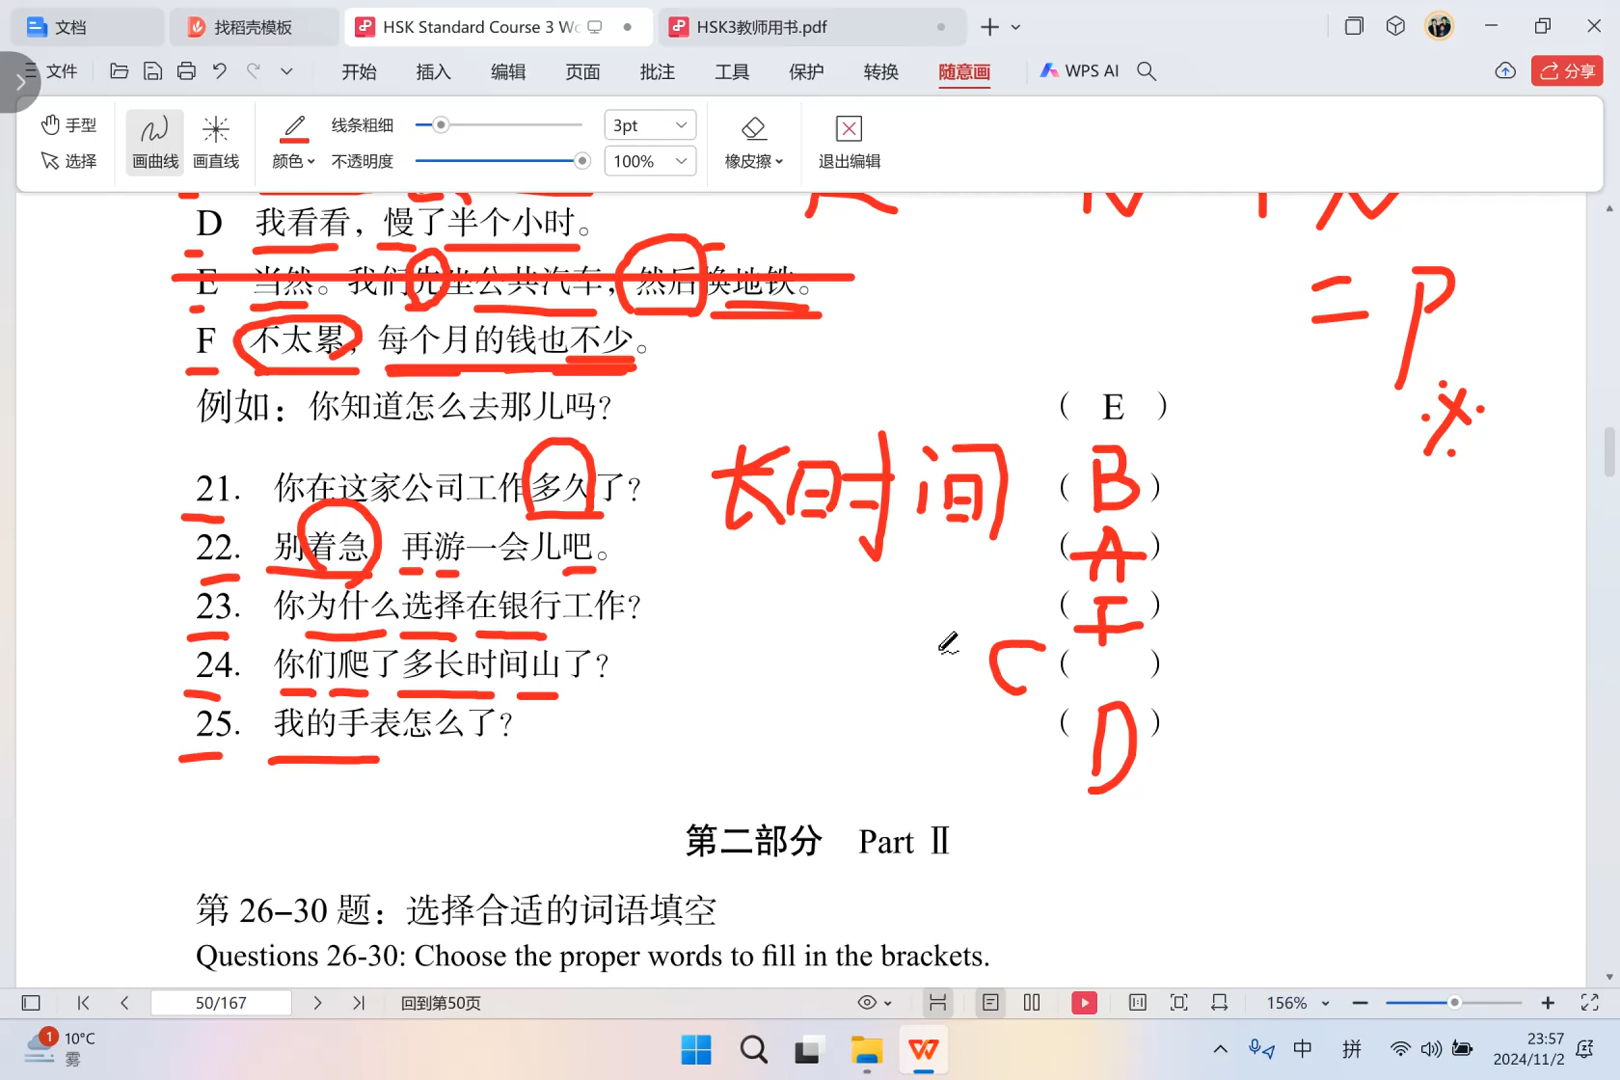 文档
找稻壳模板
HSK Standard Course 3 Wo
HSK3教师用书.pdf
文件
开始
插入
编辑
页面
批注
工具
保护
转换
随意画
WPS AI
分享
手型
选择
画曲线
画直线
颜色
线条粗细
3pt
不透明度
100%
橡皮擦
退出编辑
D 我看看，慢了半个小时。
E 当然。我们先坐公共汽车，然后换地铁。
F 不太累，每个月的钱也不少。
= P
例如：你知道怎么去那儿吗？ （ E ）
21. 你在这家公司工作多久了？ 长时间 （ B ）
22. 别着急，再游一会儿吧。 （ A ）
23. 你为什么选择在银行工作？ （ F ）
24. 你们爬了多长时间山了？ C （ ）
25. 我的手表怎么了？ （ D ）
第二部分 Part Ⅱ
第 26–30 题：选择合适的词语填空
Questions 26-30: Choose the proper words to fill in the brackets.
50/167
回到第50页
156%
1
10°C
雾
中
拼
23:57
2024/11/2